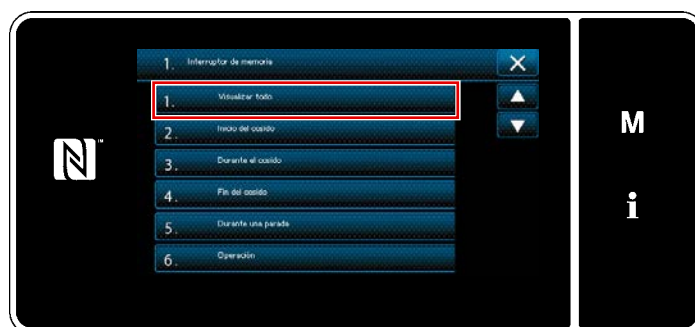 1. Interruptor de memoria
1. Visualizar todo
2. Inicio del cosido
3. Durante el cosido
4. Fin del cosido
5. Durante una parada
6. Operación
N™
M
i